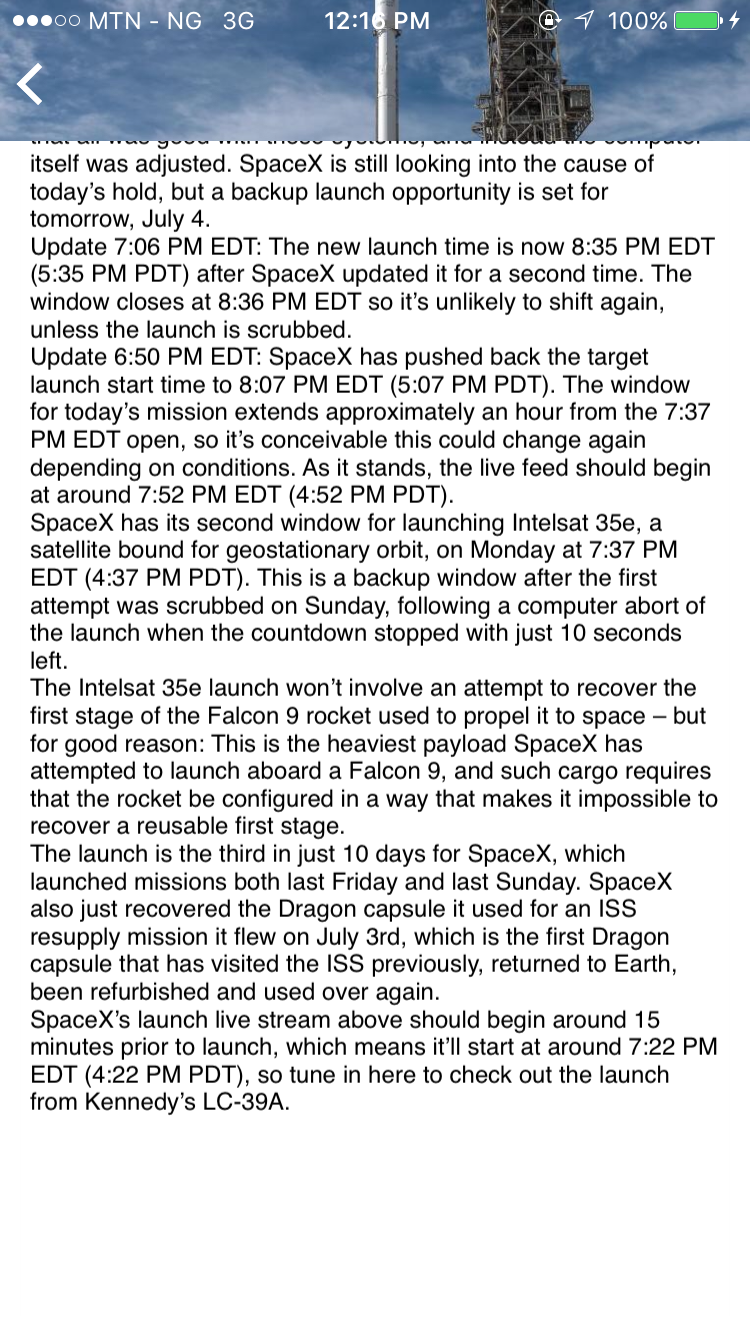 MTN - NG 3G 12:16 PM 100%
that all was good with those systems, and instead the computer
itself was adjusted. SpaceX is still looking into the cause of
today’s hold, but a backup launch opportunity is set for
tomorrow, July 4.
Update 7:06 PM EDT: The new launch time is now 8:35 PM EDT
(5:35 PM PDT) after SpaceX updated it for a second time. The
window closes at 8:36 PM EDT so it’s unlikely to shift again,
unless the launch is scrubbed.
Update 6:50 PM EDT: SpaceX has pushed back the target
launch start time to 8:07 PM EDT (5:07 PM PDT). The window
for today’s mission extends approximately an hour from the 7:37
PM EDT open, so it’s conceivable this could change again
depending on conditions. As it stands, the live feed should begin
at around 7:52 PM EDT (4:52 PM PDT).
SpaceX has its second window for launching Intelsat 35e, a
satellite bound for geostationary orbit, on Monday at 7:37 PM
EDT (4:37 PM PDT). This is a backup window after the first
attempt was scrubbed on Sunday, following a computer abort of
the launch when the countdown stopped with just 10 seconds
left.
The Intelsat 35e launch won’t involve an attempt to recover the
first stage of the Falcon 9 rocket used to propel it to space – but
for good reason: This is the heaviest payload SpaceX has
attempted to launch aboard a Falcon 9, and such cargo requires
that the rocket be configured in a way that makes it impossible to
recover a reusable first stage.
The launch is the third in just 10 days for SpaceX, which
launched missions both last Friday and last Sunday. SpaceX
also just recovered the Dragon capsule it used for an ISS
resupply mission it flew on July 3rd, which is the first Dragon
capsule that has visited the ISS previously, returned to Earth,
been refurbished and used over again.
SpaceX’s launch live stream above should begin around 15
minutes prior to launch, which means it’ll start at around 7:22 PM
EDT (4:22 PM PDT), so tune in here to check out the launch
from Kennedy’s LC-39A.